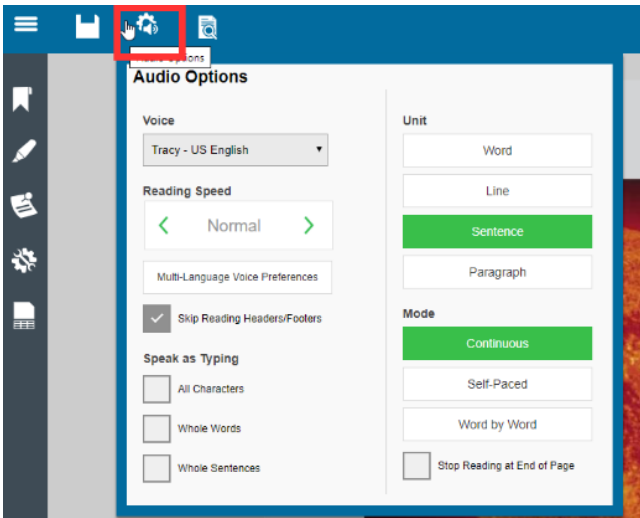 Audio Options
Audio Options
Voice
Tracy - US English
Reading Speed
Normal
Multi-Language Voice Preferences
Skip Reading Headers/Footers
Speak as Typing
All Characters
Whole Words
Whole Sentences
Unit
Word
Line
Sentence
Paragraph
Mode
Continuous
Self-Paced
Word by Word
Stop Reading at End of Page